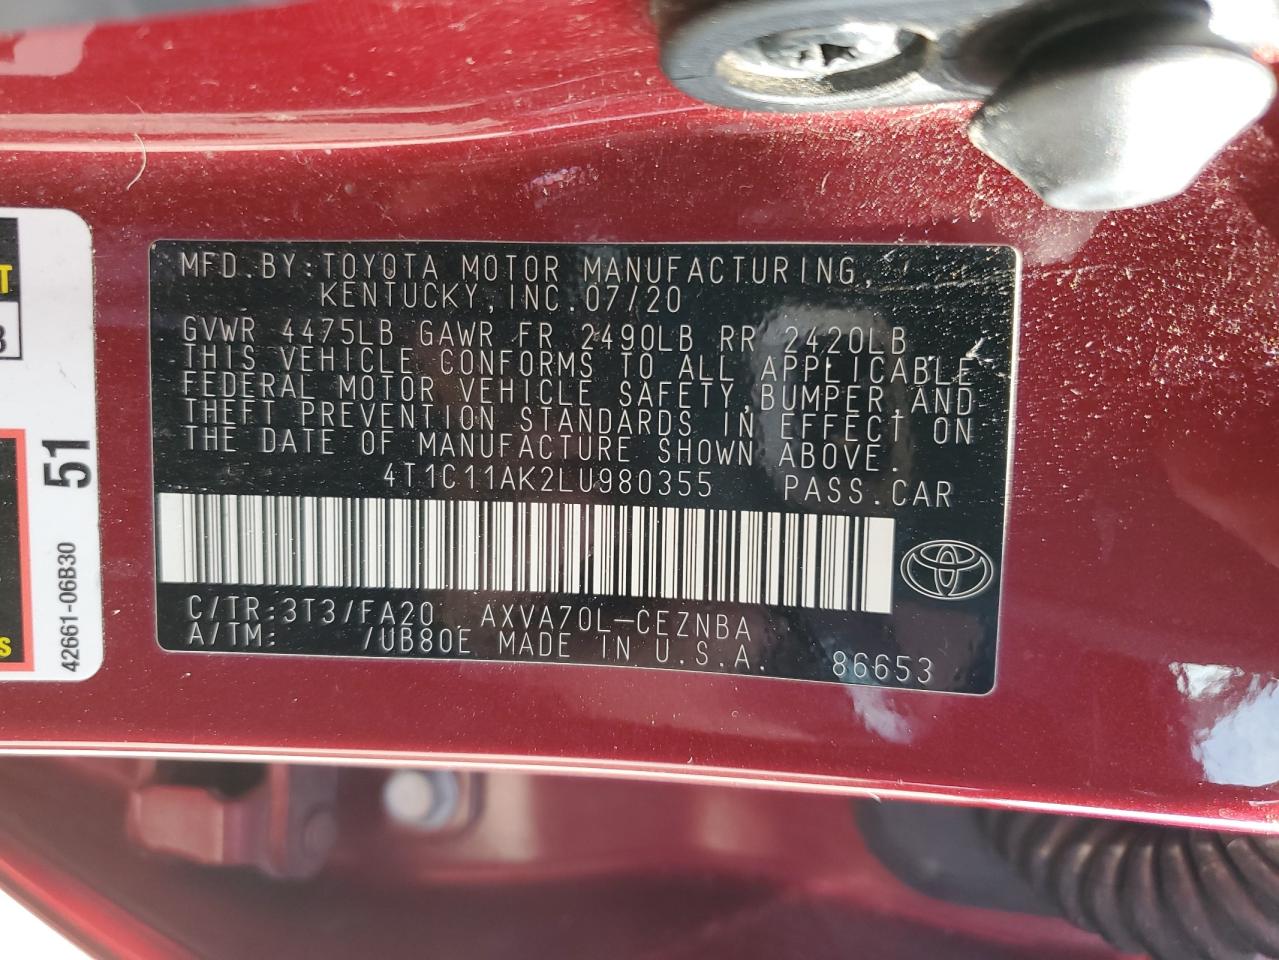 MFD.BY:TOYOTA MOTOR MANUFACTURING,
KENTUCKY,INC.07/20
GVWR 4475LB GAWR FR 2490LB RR 2420LB
THIS VEHICLE CONFORMS TO ALL APPLICABLE
FEDERAL MOTOR VEHICLE SAFETY,BUMPER,AND
THEFT PREVENTION STANDARDS IN EFFECT ON
THE DATE OF MANUFACTURE SHOWN ABOVE.
4T1C11AK2LU980355 PASS.CAR
C/TR:3T3/FA20 AXVA70L-CEZNBA
A/TM: /UB80E MADE IN U.S.A. 86653
51
42661-06B30